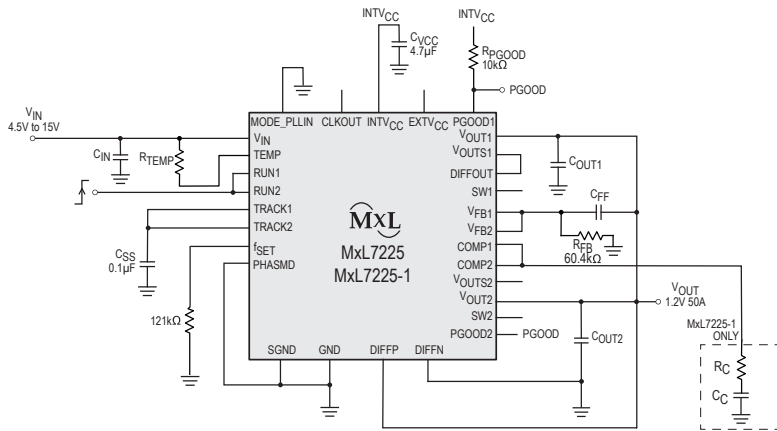 INTVCC
INTVCC
CVCC
4.7µF
RPGOOD
10kΩ
PGOOD
VIN
4.5V to 15V
MODE_PLLIN
CLKOUT
INTVCC
EXTVCC
PGOOD1
VIN
VOUT1
CIN
RTEMP
TEMP
VOUTS1
RUN1
DIFFOUT
COUT1
RUN2
SW1
CFF
TRACK1
VFB1
TRACK2
VFB2
MxL
CSS
0.1µF
fSET
COMP1
RFB
60.4kΩ
MxL7225
MxL7225-1
PHASMD
COMP2
VOUTS2
VOUT2
VOUT
1.2V 50A
121kΩ
SW2
PGOOD2
PGOOD
COUT2
MxL7225-1
ONLY
SGND
GND
DIFFP
DIFFN
RC
CC